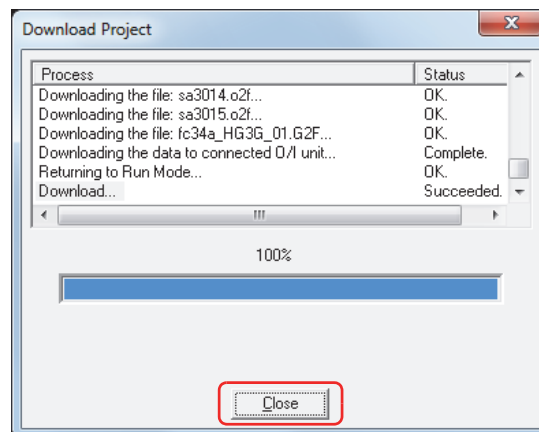 Download Project
Process Status
Downloading the file: sa3014.o2f... OK.
Downloading the file: sa3015.o2f... OK.
Downloading the file: fc34a_HG3G_01.G2F... OK.
Downloading the data to connected O/I unit... Complete.
Returning to Run Mode... OK.
Download... Succeeded.
100%
Close